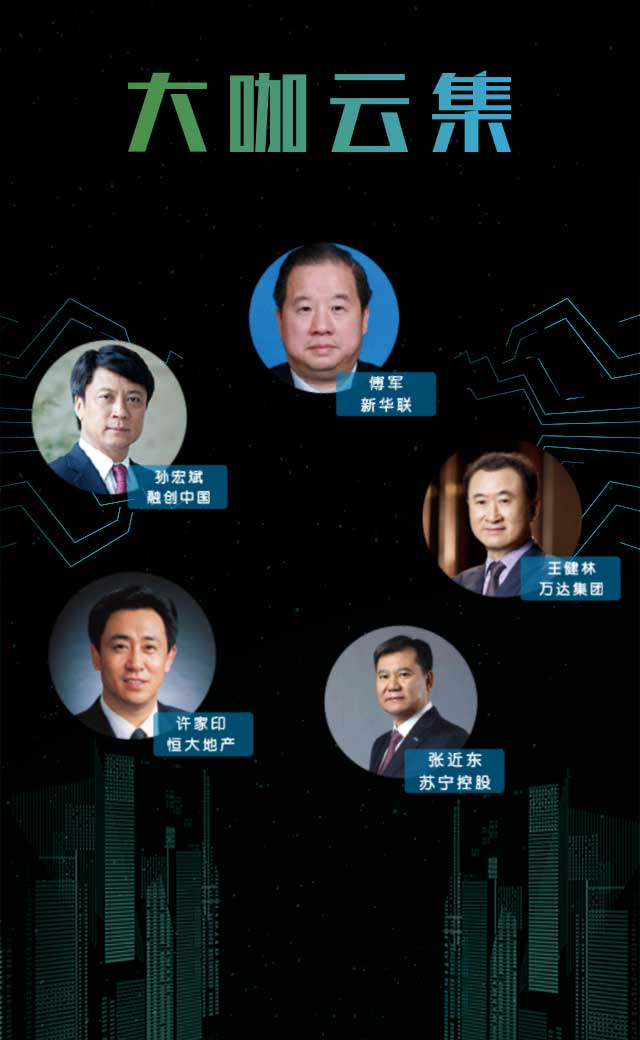 大咖云集
傅军
新华联
孙宏斌
融创中国
王健林
万达集团
许家印
恒大地产
张近东
苏宁控股